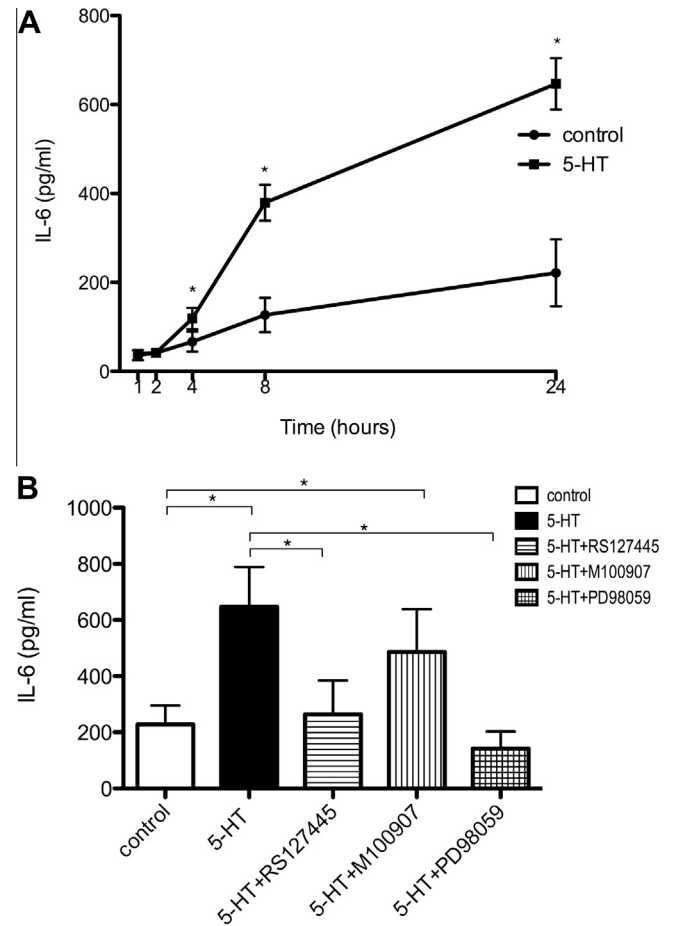 A
800
600
400
200
0
IL-6 (pg/ml)
*
*
*
control
5-HT
1 2 4 8 24
Time (hours)
B
1000
800
600
400
200
0
IL-6 (pg/ml)
*
*
*
*
control
5-HT
5-HT+RS127445
5-HT+M100907
5-HT+PD98059
control
5-HT
5-HT+RS127445
5-HT+M100907
5-HT+PD98059